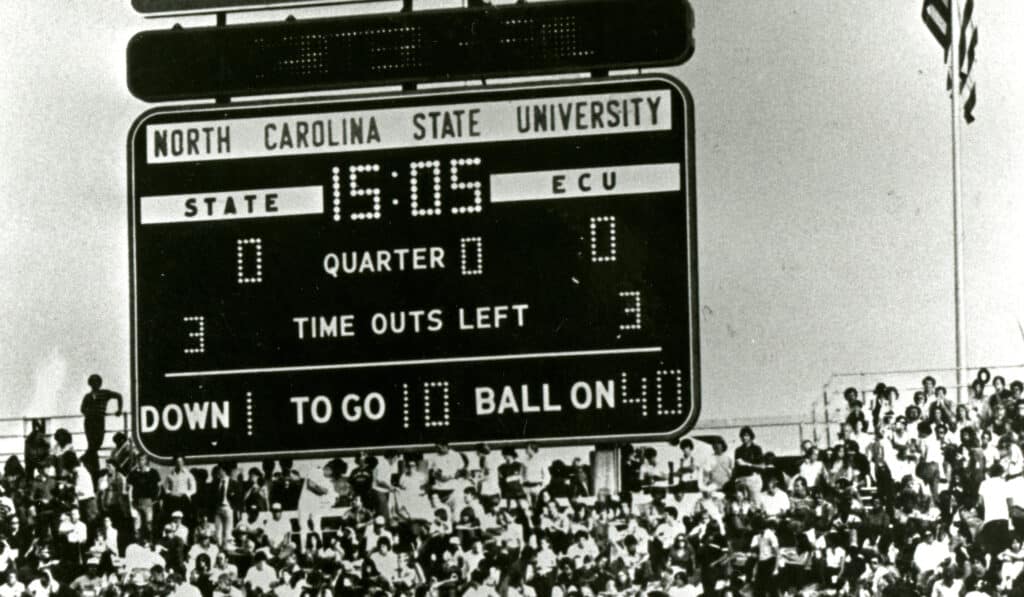 NORTH CAROLINA STATE UNIVERSITY
STATE 15:05 ECU
0 QUARTER 0 0
3 TIME OUTS LEFT 3
DOWN 1 TO GO 10 BALL ON 40